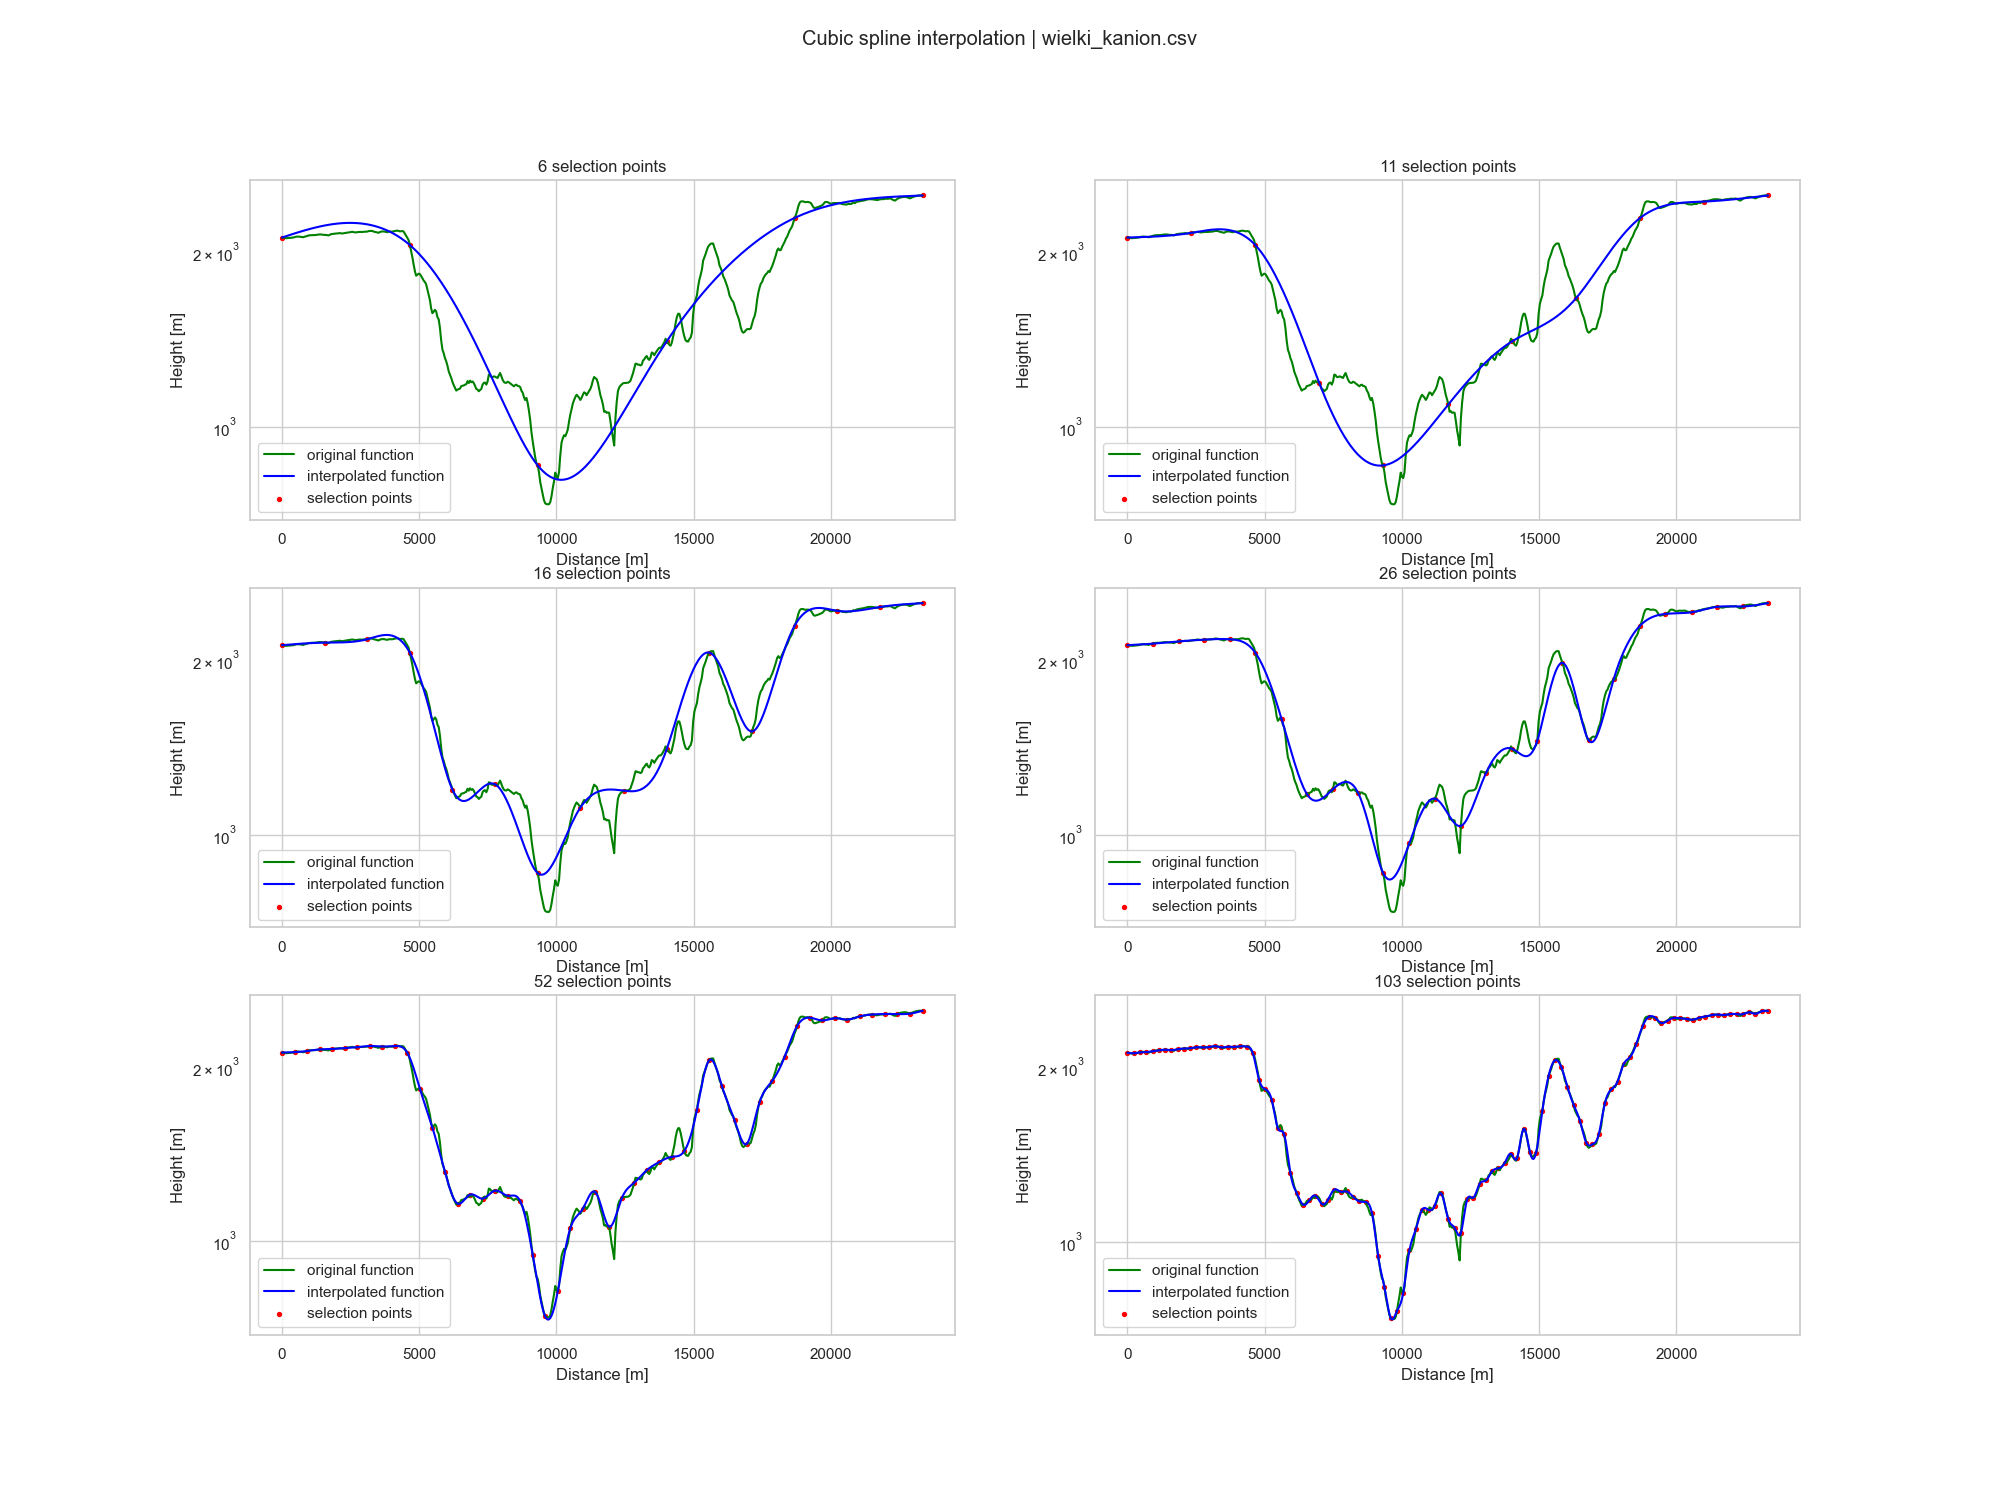 Cubic spline interpolation | wielki_kanion.csv
6 selection points
Height [m]
2 × 10³
10³
original function
interpolated function
selection points
0 5000 10000 15000 20000
Distance [m]
11 selection points
Height [m]
2 × 10³
10³
original function
interpolated function
selection points
0 5000 10000 15000 20000
Distance [m]
16 selection points
Height [m]
2 × 10³
10³
original function
interpolated function
selection points
0 5000 10000 15000 20000
Distance [m]
26 selection points
Height [m]
2 × 10³
10³
original function
interpolated function
selection points
0 5000 10000 15000 20000
Distance [m]
52 selection points
Height [m]
2 × 10³
10³
original function
interpolated function
selection points
0 5000 10000 15000 20000
Distance [m]
103 selection points
Height [m]
2 × 10³
10³
original function
interpolated function
selection points
0 5000 10000 15000 20000
Distance [m]